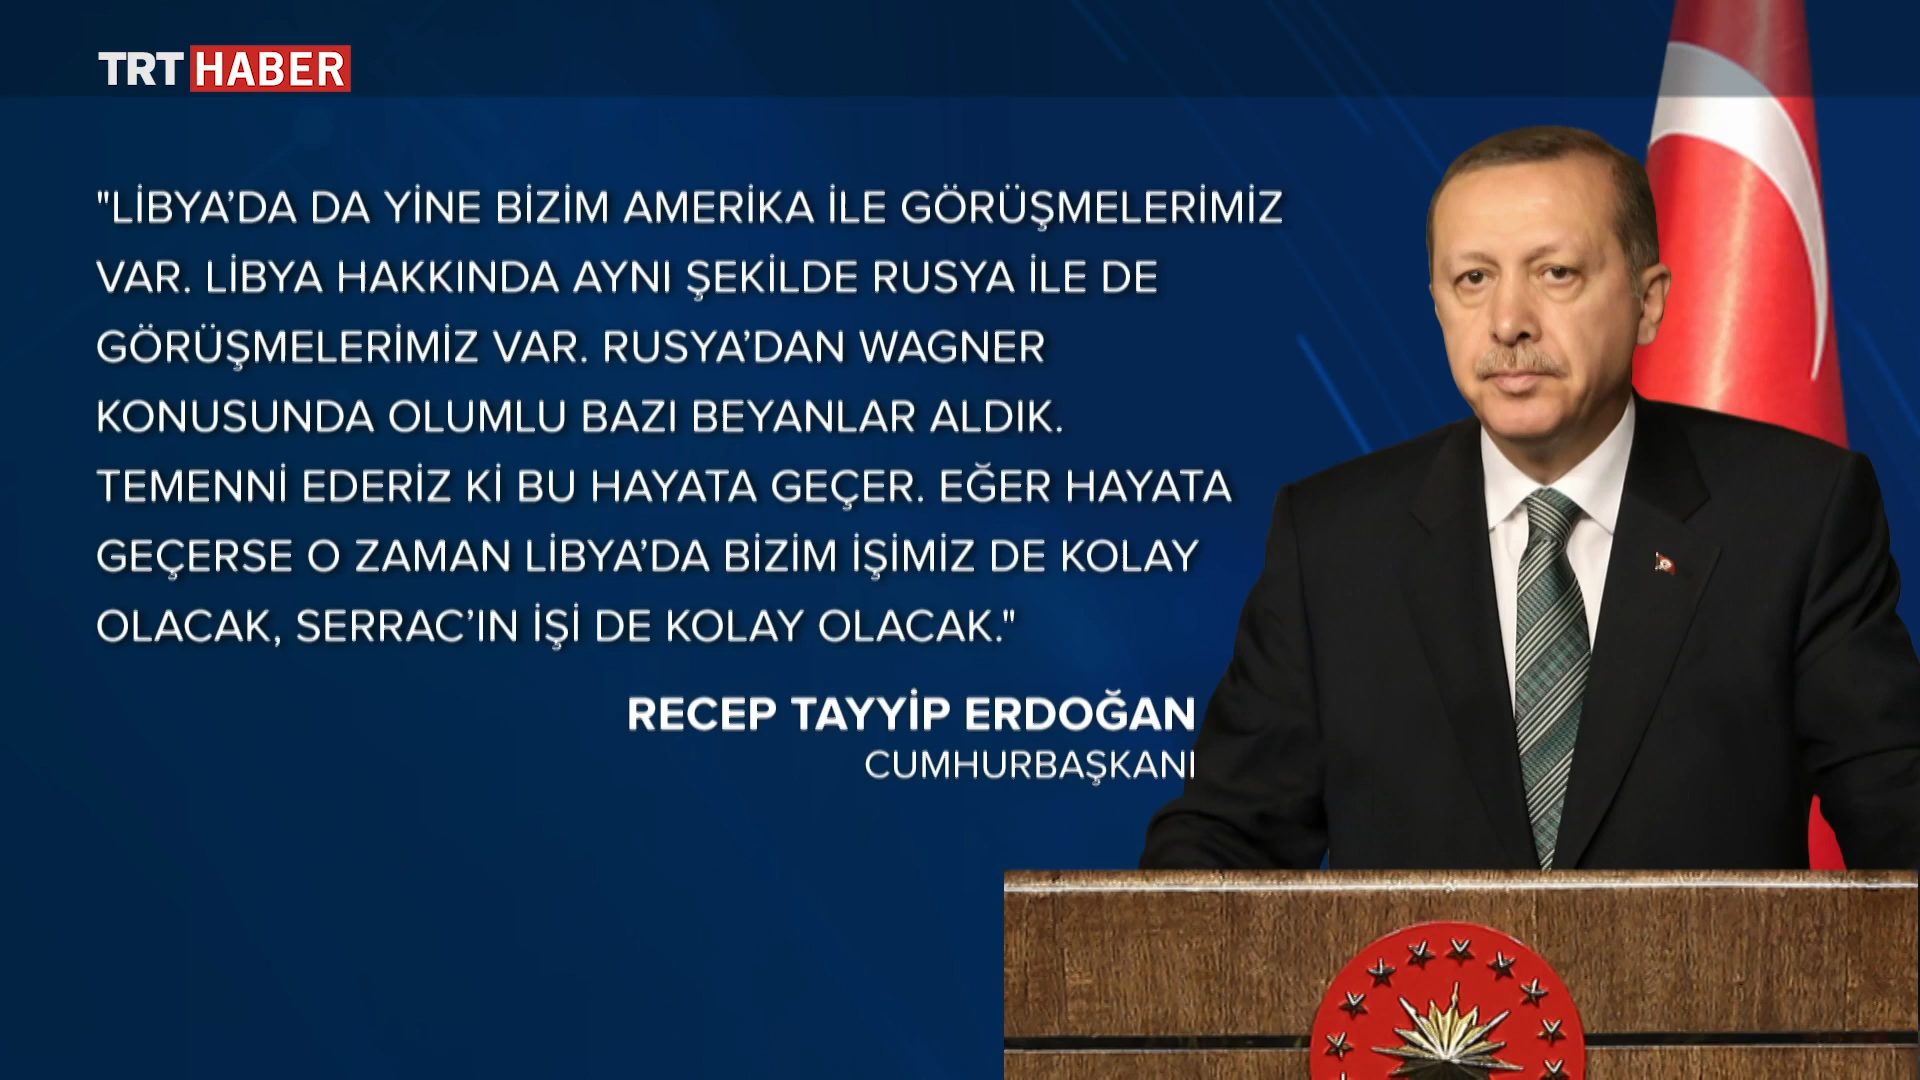 TRT HABER
"LİBYA’DA DA YİNE BİZİM AMERİKA İLE GÖRÜŞMELERİMİZ
VAR. LİBYA HAKKINDA AYNI ŞEKİLDE RUSYA İLE DE
GÖRÜŞMELERİMİZ VAR. RUSYA’DAN WAGNER
KONUSUNDA OLUMLU BAZI BEYANLAR ALDIK.
TEMENNİ EDERİZ Kİ BU HAYATA GEÇER. EĞER HAYATA
GEÇERSE O ZAMAN LİBYA’DA BİZİM İŞİMİZ DE KOLAY
OLACAK, SERRAC’IN İŞİ DE KOLAY OLACAK."
RECEP TAYYİP ERDOĞAN
CUMHURBAŞKANI